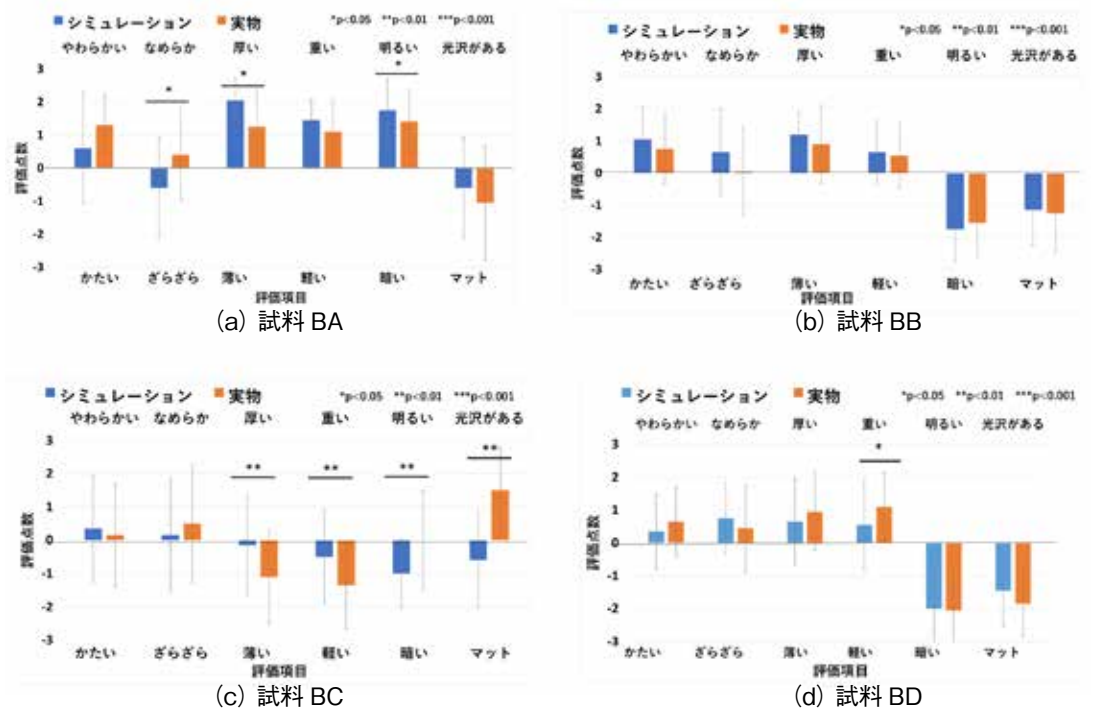 シミュレーション 実物 *p<0.05 **p<0.01 ***p<0.001
やわらかい なめらか 厚い 重い 明るい 光沢がある
3
* *
*
2
1
0
-1
-2
-3
評価点数
かたい ざらざら 薄い 軽い 暗い マット
評価項目
(a) 試料 BA
シミュレーション 実物 *p<0.05 **p<0.01 ***p<0.001
やわらかい なめらか 厚い 重い 明るい 光沢がある
3
2
1
0
-1
-2
-3
評価点数
かたい ざらざら 薄い 軽い 暗い マット
評価項目
(b) 試料 BB
シミュレーション 実物 *p<0.05 **p<0.01 ***p<0.001
やわらかい なめらか 厚い 重い 明るい 光沢がある
3
**
** ** **
2
1
0
-1
-2
-3
評価点数
かたい ざらざら 薄い 軽い 暗い マット
評価項目
(c) 試料 BC
シミュレーション 実物 *p<0.05 **p<0.01 ***p<0.001
やわらかい なめらか 厚い 重い 明るい 光沢がある
3
*
2
1
0
-1
-2
-3
評価点数
かたい ざらざら 薄い 軽い 暗い マット
評価項目
(d) 試料 BD